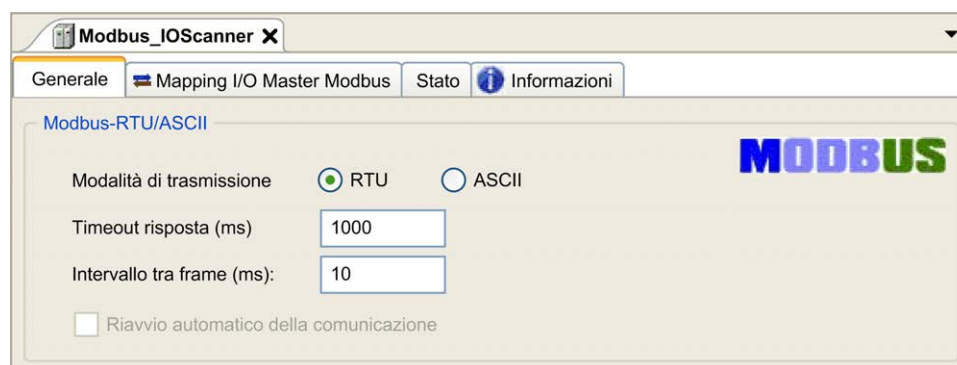 Modbus_IOScanner
Generale Mapping I/O Master Modbus Stato Informazioni
Modbus-RTU/ASCII
MODBUS
Modalità di trasmissione RTU ASCII
Timeout risposta (ms) 1000
Intervallo tra frame (ms): 10
Riavvio automatico della comunicazione